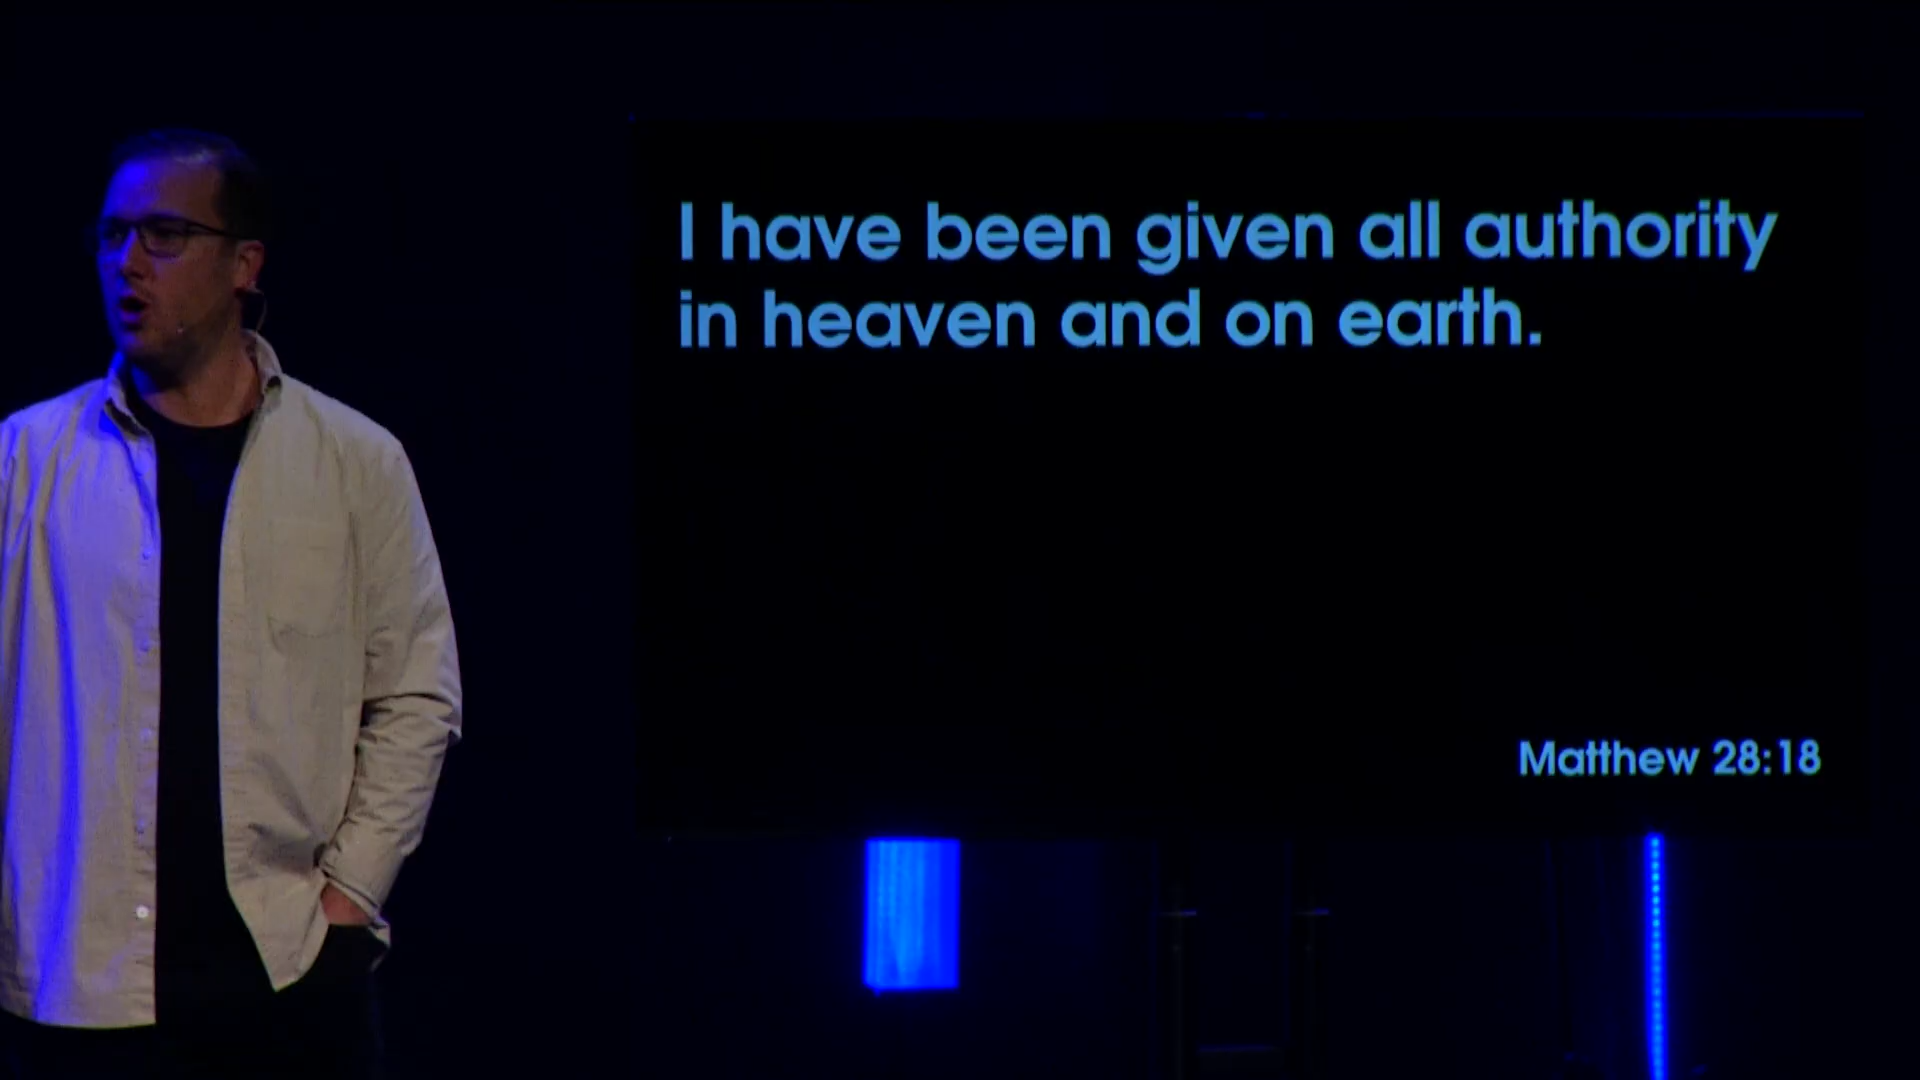 I have been given all authority
in heaven and on earth.
Matthew 28:18